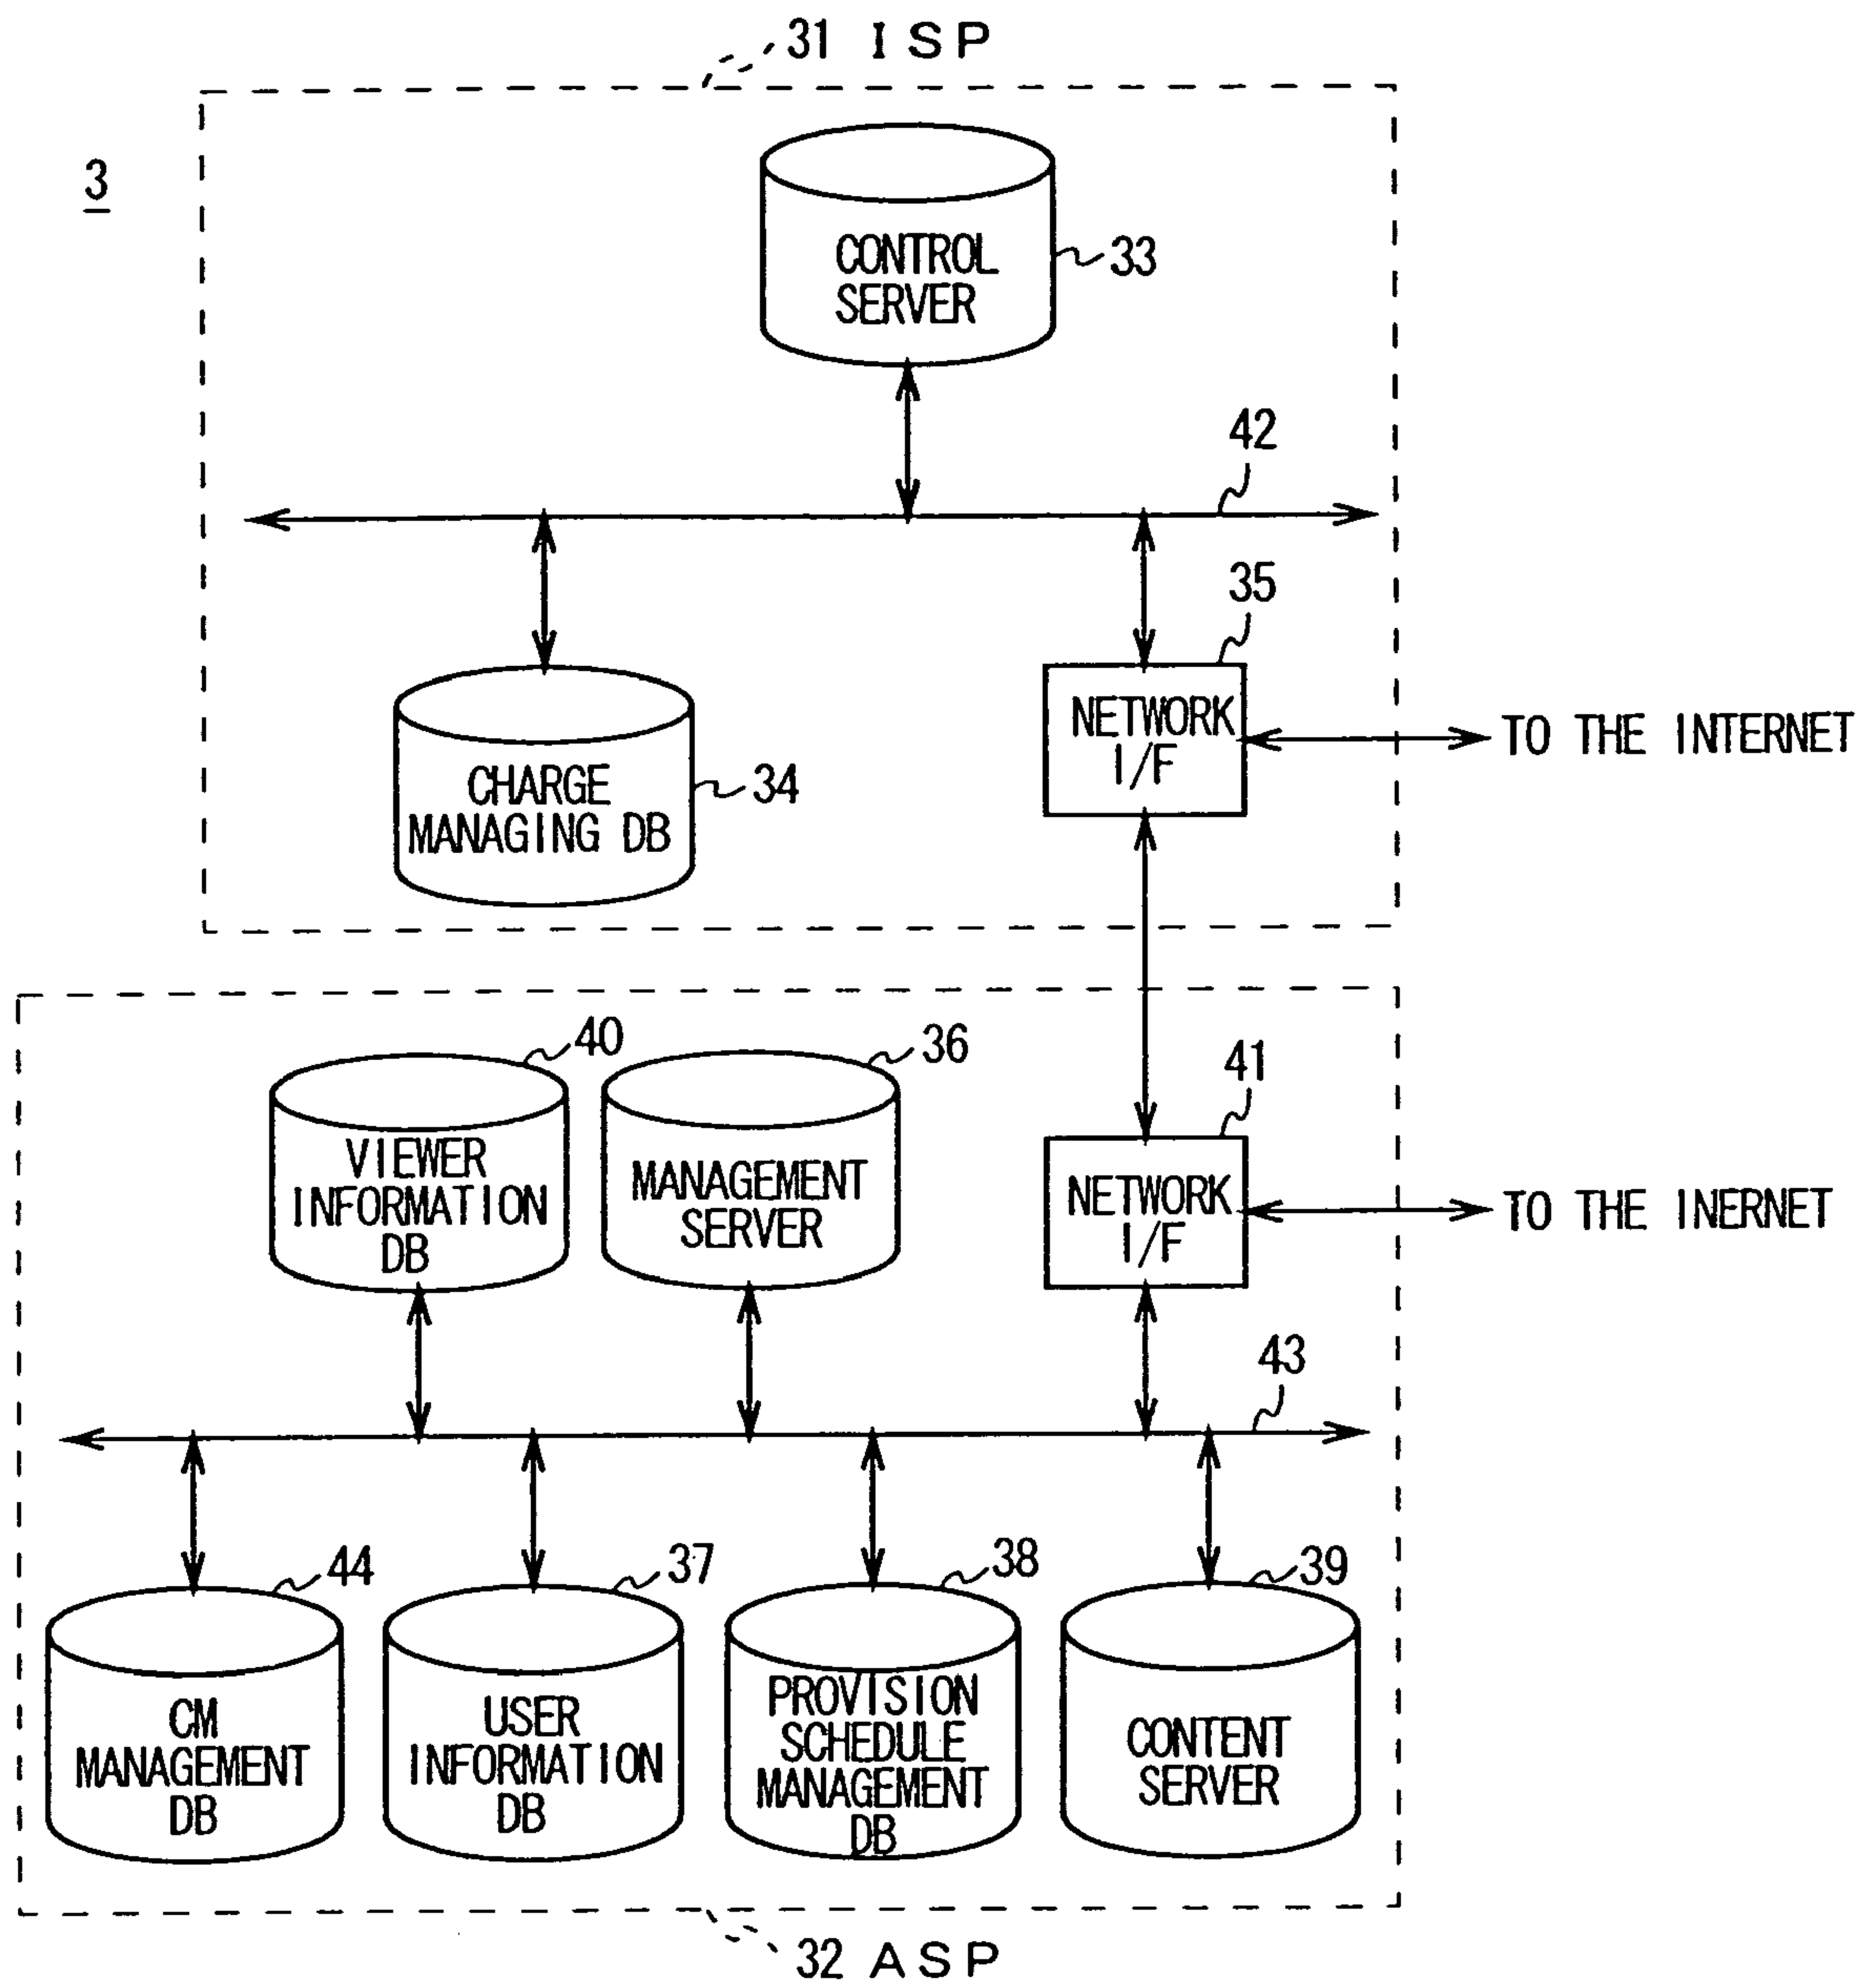 31 ISP
3
CONTROL
SERVER
33
42
35
NETWORK
I/F
TO THE INTERNET
CHARGE
MANAGING DB
34
40
36
41
VIEWER
INFORMATION
DB
MANAGEMENT
SERVER
NETWORK
I/F
TO THE INERNET
43
44
37
38
39
CM
MANAGEMENT
DB
USER
INFORMATION
DB
PROVISION
SCHEDULE
MANAGEMENT
DB
CONTENT
SERVER
32 ASP